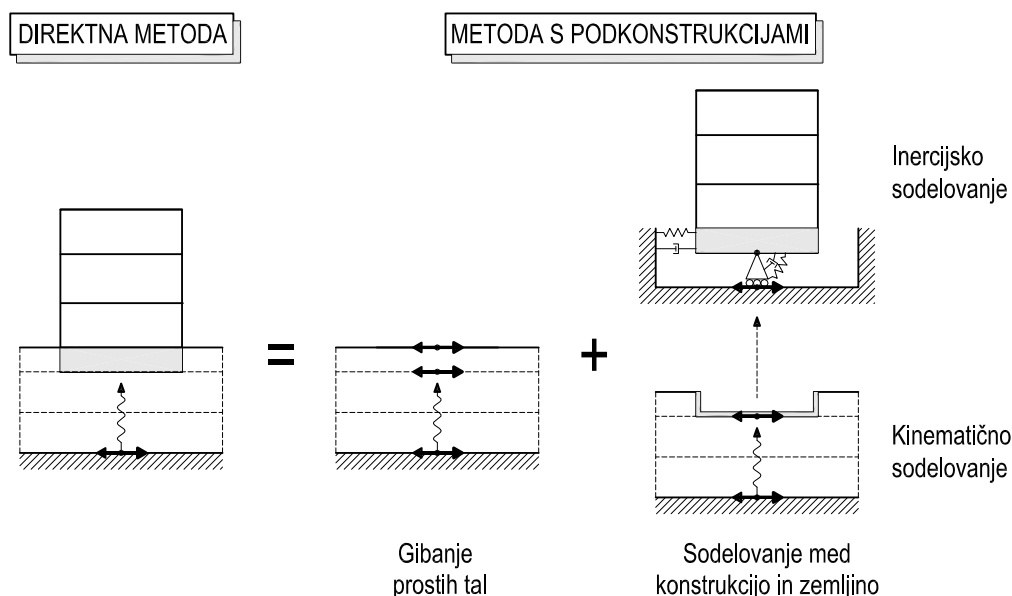 DIREKTNA METODA
METODA S PODKONSTRUKCIJAMI
Inercijsko
sodelovanje
=
+
Kinematično
sodelovanje
Gibanje
prostih tal
Sodelovanje med
konstrukcijo in zemljino